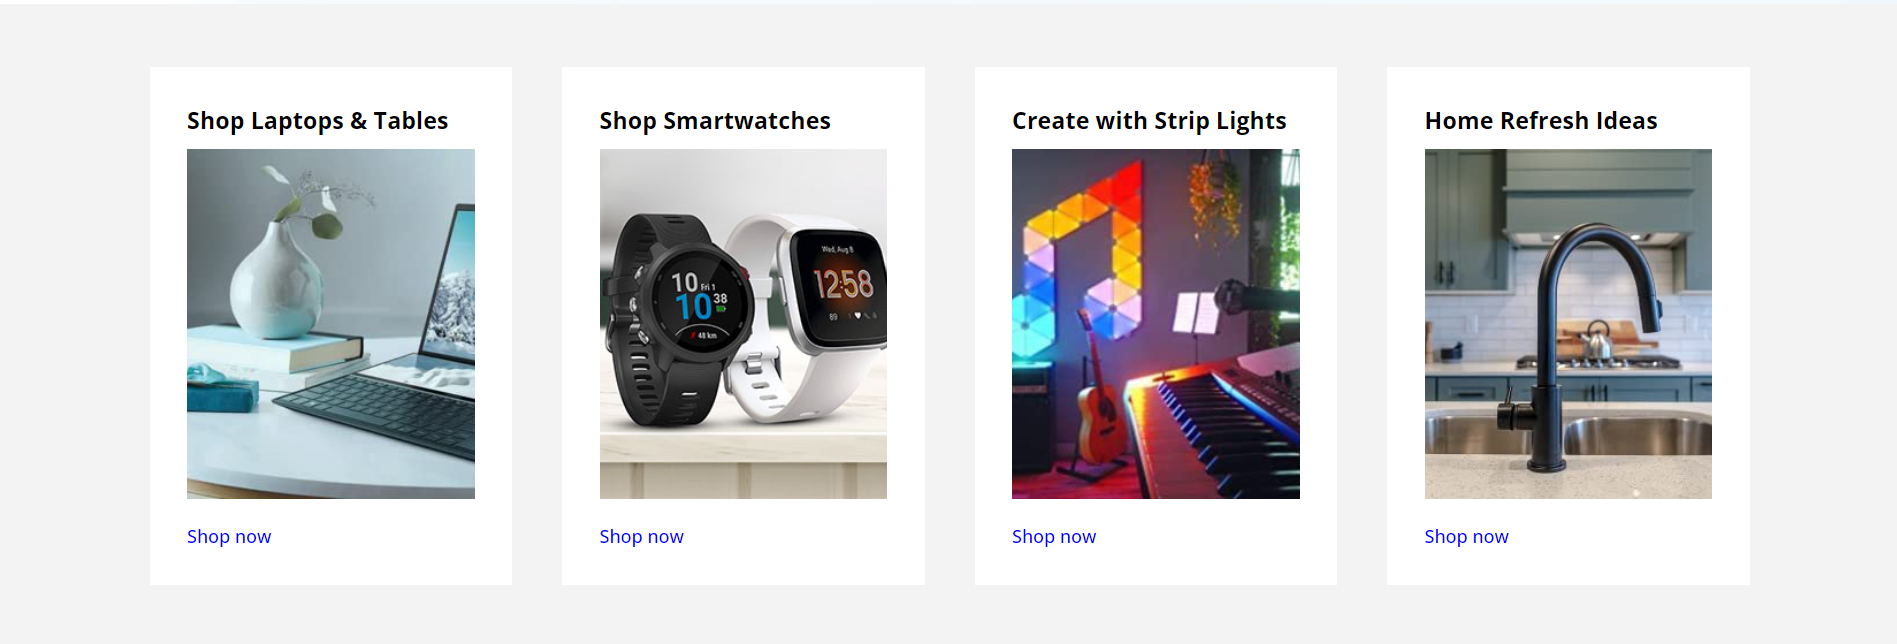 Shop Laptops & Tables
Shop now
Shop Smartwatches
10 Fri 1
10 38
48 km
Wed, Aug 8
12:58
89
Shop now
Create with Strip Lights
Shop now
Home Refresh Ideas
Shop now